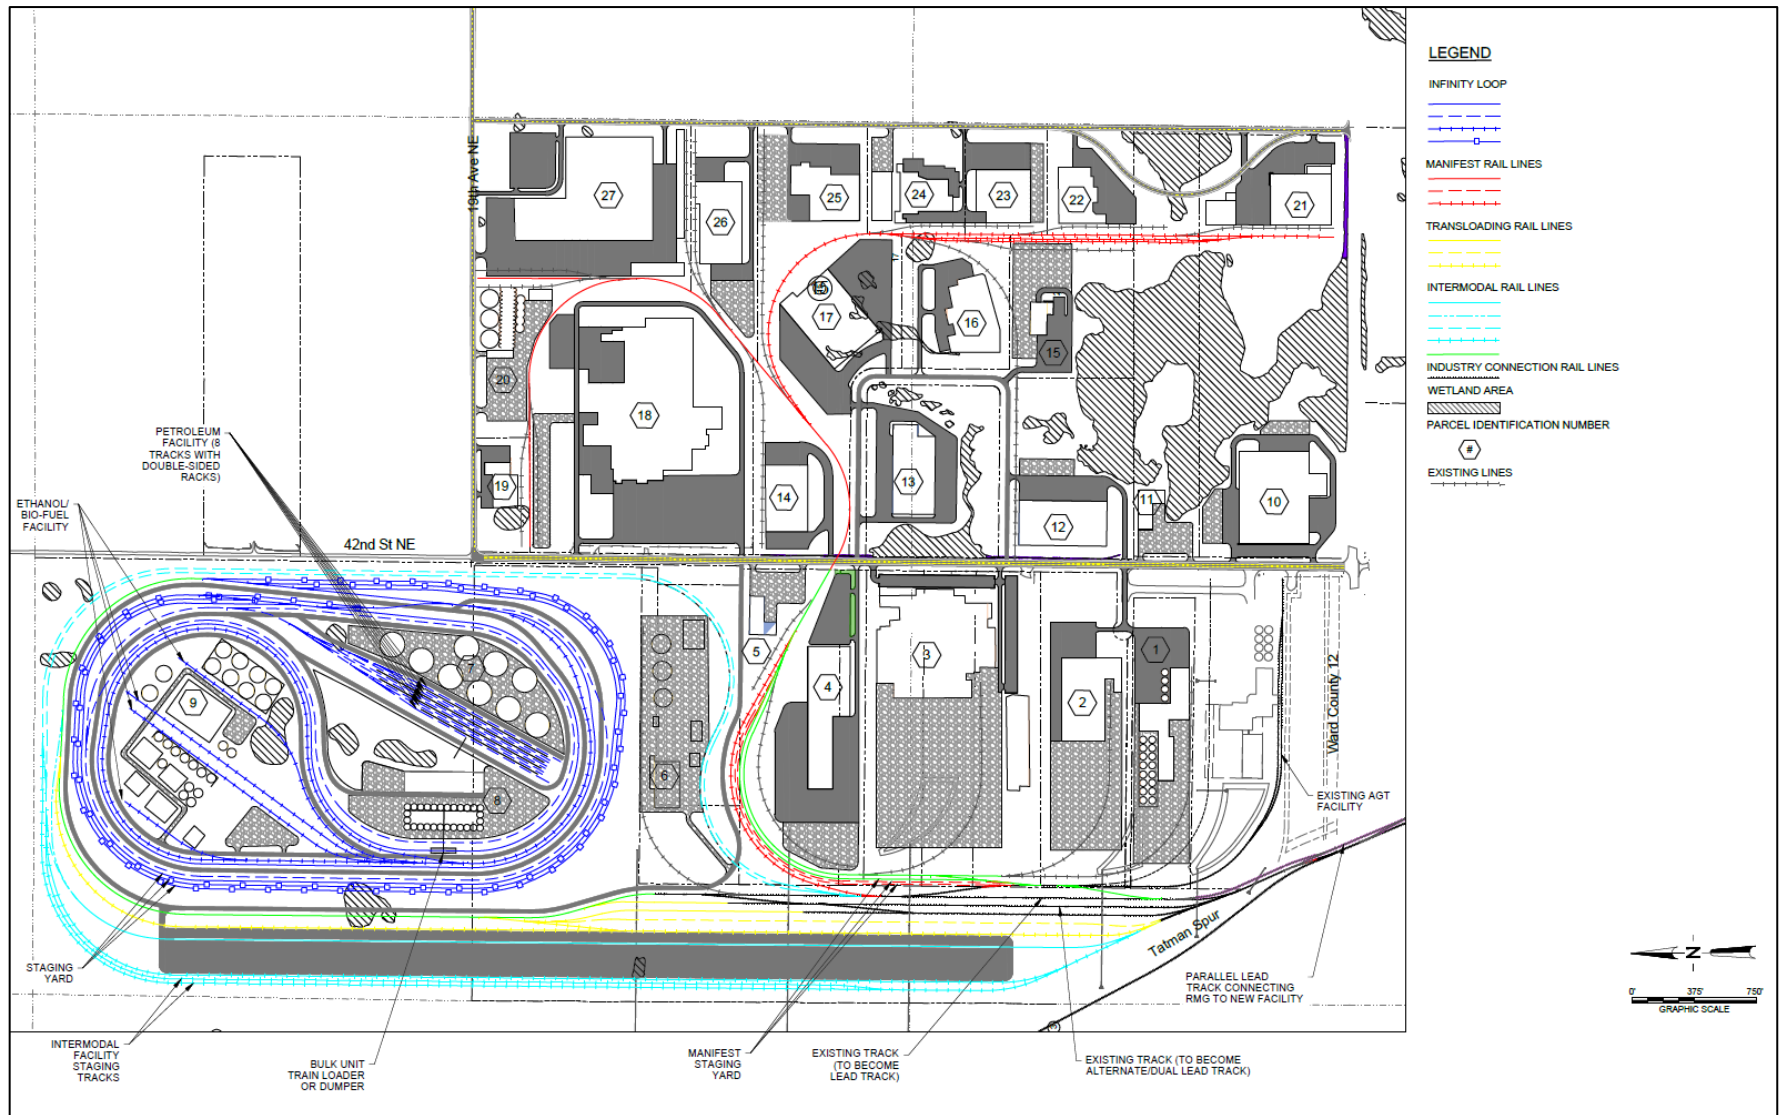 LEGEND
INFINITY LOOP
MANIFEST RAIL LINES
TRANSLOADING RAIL LINES
INTERMODAL RAIL LINES
INDUSTRY CONNECTION RAIL LINES
WETLAND AREA
PARCEL IDENTIFICATION NUMBER
#
EXISTING LINES
19th Ave NE
27
26
25
24
23
22
21
17
16
15
20
18
19
14
13
12
11
10
PETROLEUM
FACILITY (8
TRACKS WITH
DOUBLE-SIDED
RACKS)
ETHANOL/
BIO-FUEL
FACILITY
42nd St NE
9
7
8
6
5
4
3
2
1
Ward County 12
EXISTING AGT
FACILITY
Tatman Spur
STAGING
YARD
PARALLEL LEAD
TRACK CONNECTING
RMG TO NEW FACILITY
INTERMODAL
FACILITY
STAGING
TRACKS
BULK UNIT
TRAIN LOADER
OR DUMPER
MANIFEST
STAGING
YARD
EXISTING TRACK
(TO BECOME
LEAD TRACK)
EXISTING TRACK (TO BECOME
ALTERNATE/DUAL LEAD TRACK)
N
0' 375' 750'
GRAPHIC SCALE